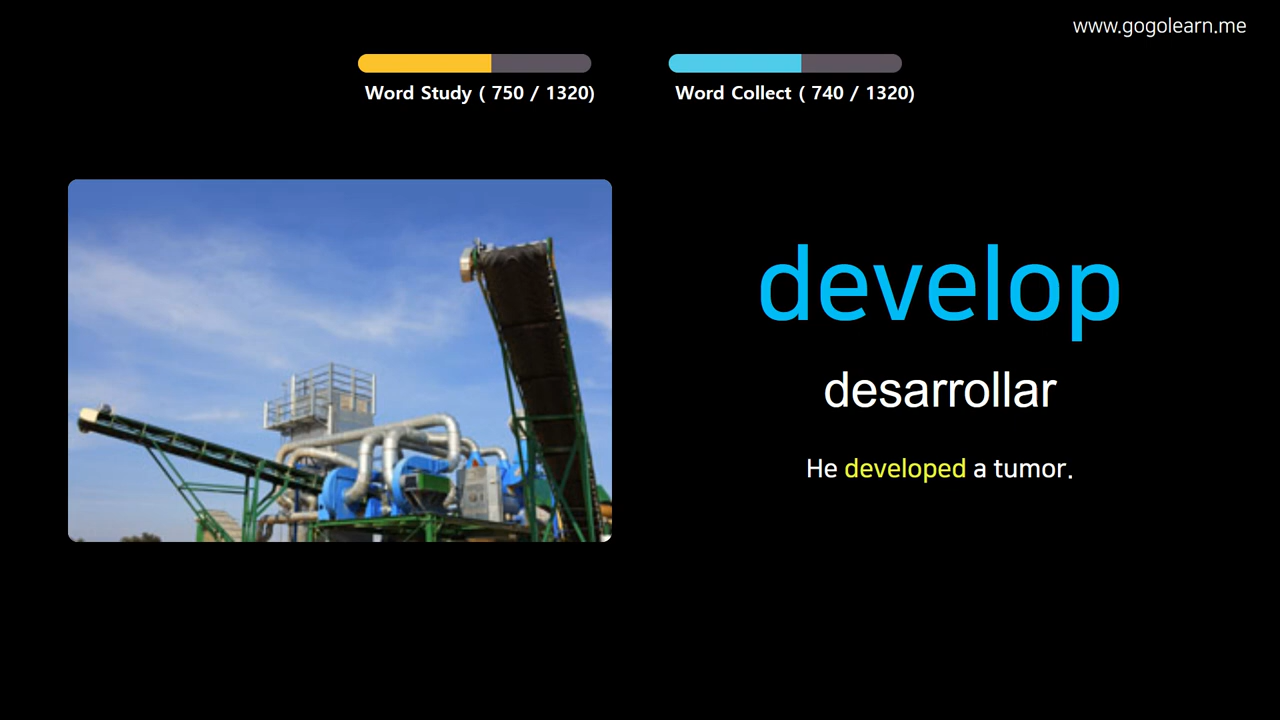 www.gogolearn.me
Word Study ( 750 / 1320)
Word Collect ( 740 / 1320)
develop
desarrollar
He developed a tumor.